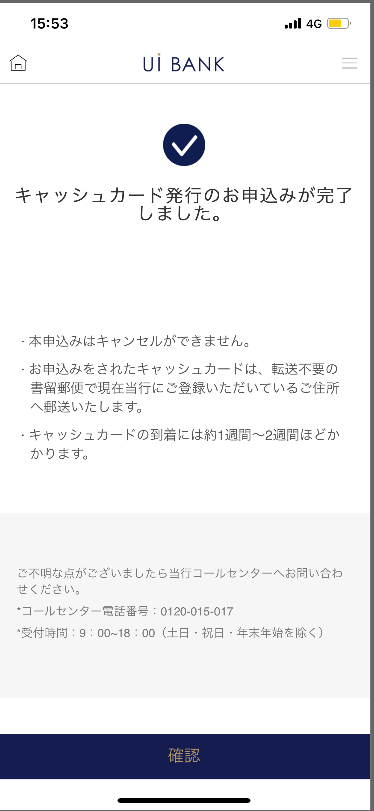 15:53
4G
UI BANK
キャッシュカード発行のお申込みが完了
しました。
・本申込みはキャンセルができません。
・お申込みをされたキャッシュカードは、転送不要の
書留郵便で現在当行にご登録いただいているご住所
へ郵送いたします。
・キャッシュカードの到着には約1週間〜2週間ほどか
かります。
ご不明な点がございましたら当行コールセンターへお問い合わ
せください。
*コールセンター電話番号：0120-015-017
*受付時間：9：00~18：00（土日・祝日・年末年始を除く）
確認